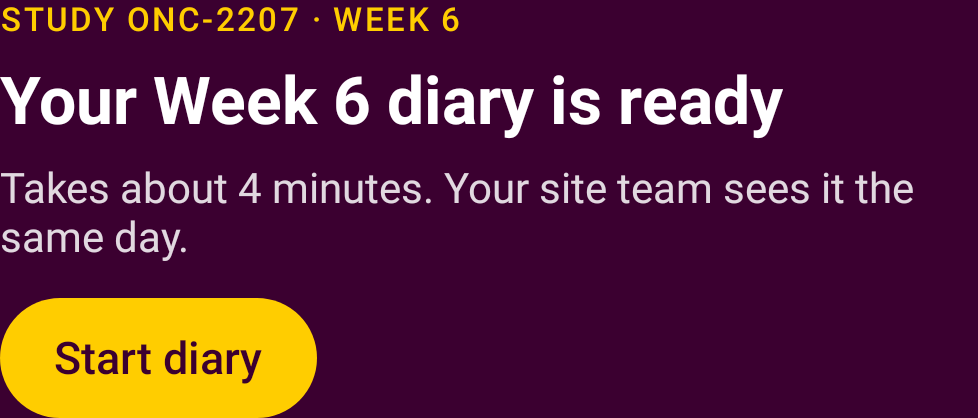 STUDY ONC-2207 · WEEK 6
Your Week 6 diary is ready
Takes about 4 minutes. Your site team sees it the
same day.
Start diary